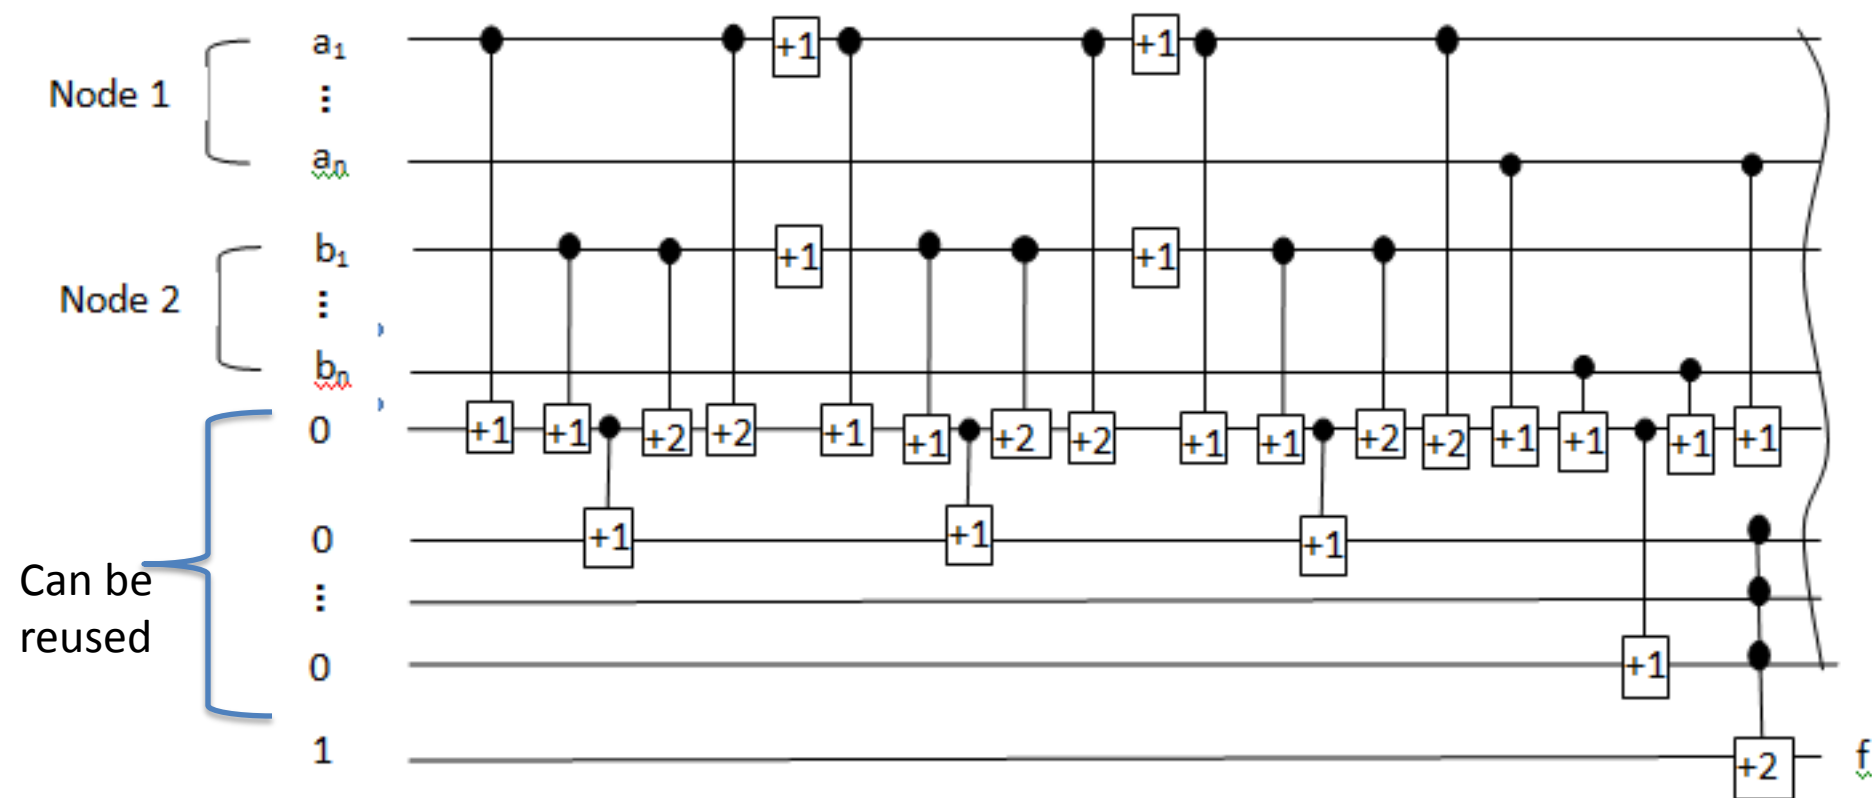 a1 +1 +1
Node 1
⋮
an
b1 +1 +1
Node 2
⋮
bn
0 +1 +1 +2 +2 +1 +1 +2 +2 +1 +1 +2 +2 +1 +1 +1 +1
0 +1 +1 +1
Can be
reused
⋮
0 +1
1 +2 f